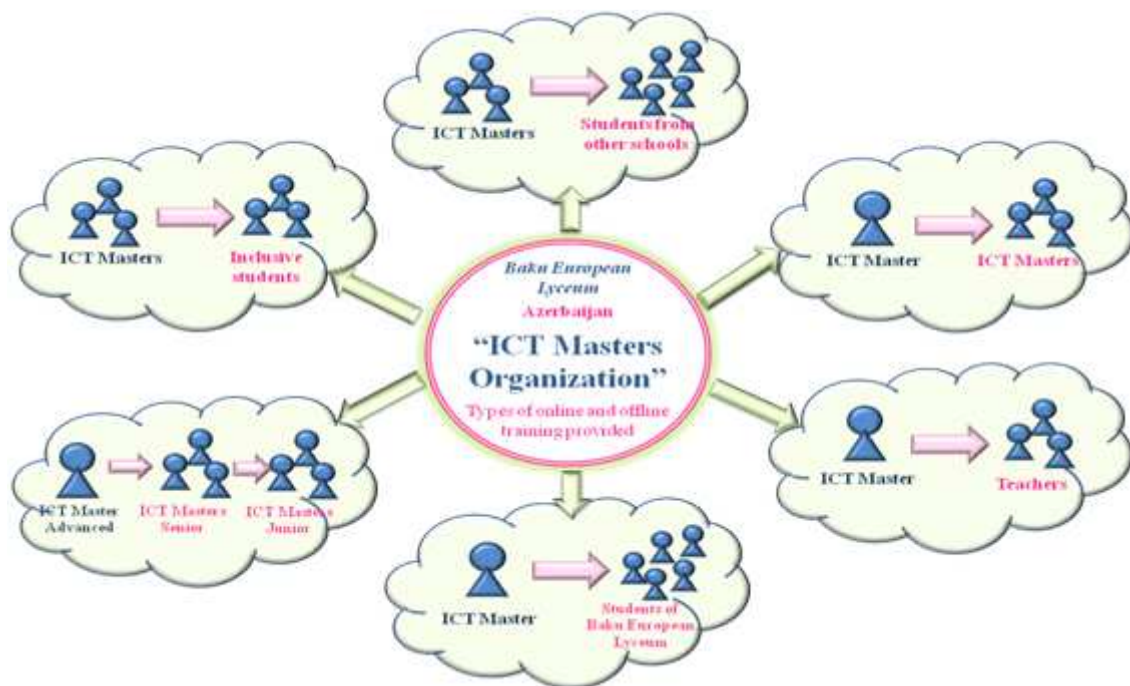 ICT Masters
Students from
other schools
ICT Masters
Inclusive
students
ICT Master
ICT Masters
Baku European
Lyceum
Azerbaijan
“ICT Masters
Organization”
Types of online and offline
training provided
ICT Master
Advanced
ICT Masters
Senior
ICT Masters
Junior
ICT Master
Teachers
ICT Master
Students of
Baku European
Lyceum